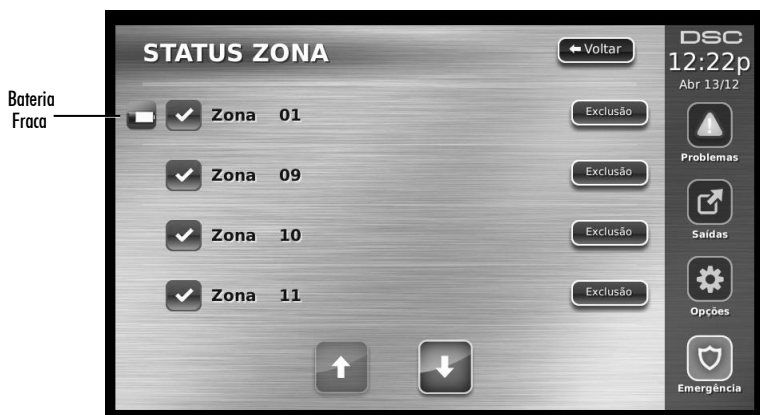 STATUS ZONA
Voltar
DSC
12:22p
Abr 13/12
Bateria
Fraca
Zona 01
Exclusão
Problemas
Zona 09
Exclusão
Saídas
Zona 10
Exclusão
Zona 11
Exclusão
Opções
Emergência